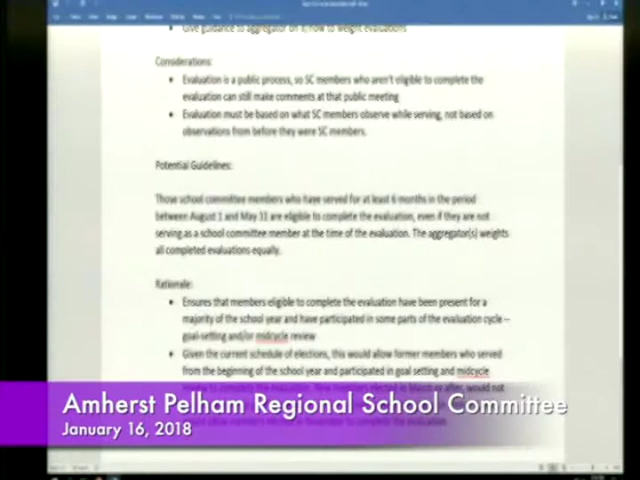 Give guidance to aggregator on if/how to weight evaluations
Considerations:
Evaluation is a public process, so SC members who aren't eligible to complete the
evaluation can still make comments at that public meeting
Evaluation must be based on what SC members observe while serving, not based on
observations from before they were SC members.
Potential Guidelines:
Those school committee members who have served for at least 6 months in the period
between August 1 and May 31 are eligible to complete the evaluation, even if they are not
serving as a school committee member at the time of the evaluation. The aggregator(s) weights
all completed evaluations equally.
Rationale:
Ensures that members eligible to complete the evaluation have been present for a
majority of the school year and have participated in some parts of the evaluation cycle –
goal-setting and/or midcycle review
Given the current schedule of elections, this would allow former members who served
from the beginning of the school year and participated in goal setting and midcycle
would not
Amherst Pelham Regional School Committee
January 16, 2018